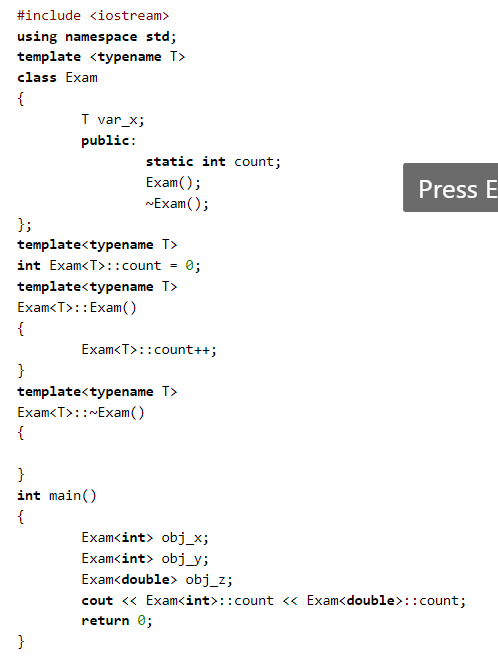 #include <iostream>
using namespace std;
template <typename T>
class Exam
{
        T var_x;
        public:
                static int count;
                Exam();
                ~Exam();
};
template<typename T>
int Exam<T>::count = 0;
template<typename T>
Exam<T>::Exam()
{
        Exam<T>::count++;
}
template<typename T>
Exam<T>::~Exam()
{

}
int main()
{
        Exam<int> obj_x;
        Exam<int> obj_y;
        Exam<double> obj_z;
        cout << Exam<int>::count << Exam<double>::count;
        return 0;
}
Press E